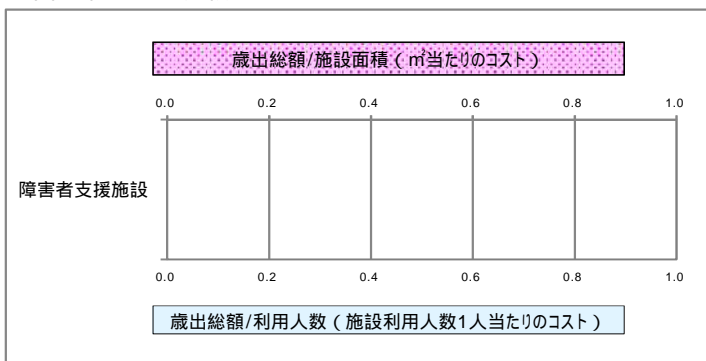 歳出総額/施設面積（㎡当たりのコスト）
0.0 0.2 0.4 0.6 0.8 1.0
障害者支援施設
0.0 0.2 0.4 0.6 0.8 1.0
歳出総額/利用人数（施設利用人数1人当たりのコスト）